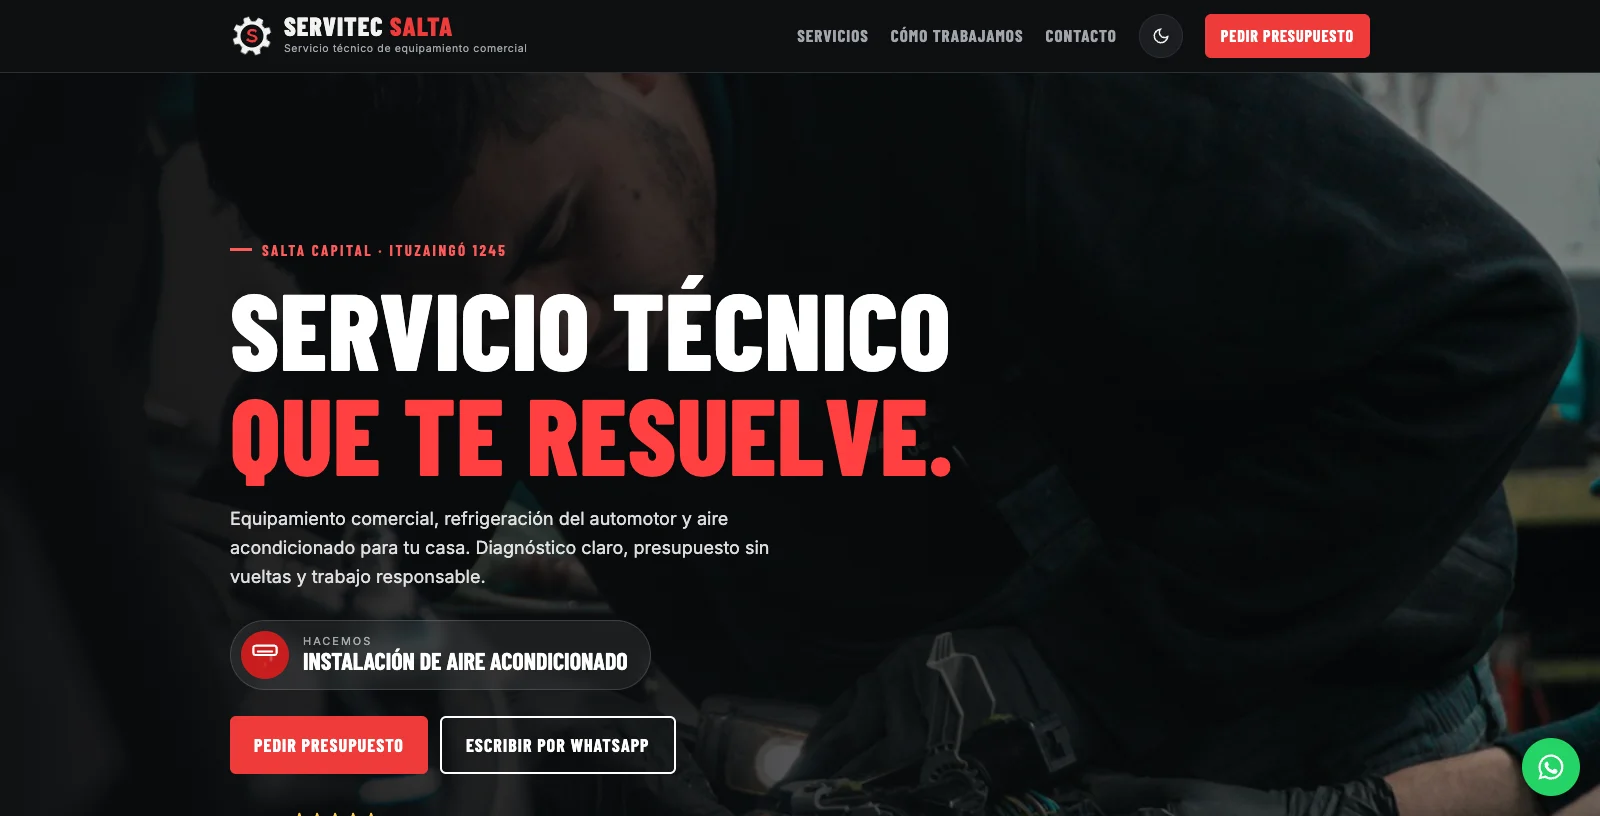 SERVITEC SALTA
Servicio técnico de equipamiento comercial
SERVICIOS
CÓMO TRABAJAMOS
CONTACTO
PEDIR PRESUPUESTO
SALTA CAPITAL · ITUZAINGÓ 1245
SERVICIO TÉCNICO
QUE TE RESUELVE.
Equipamiento comercial, refrigeración del automotor y aire
acondicionado para tu casa. Diagnóstico claro, presupuesto sin
vueltas y trabajo responsable.
HACEMOS
INSTALACIÓN DE AIRE ACONDICIONADO
PEDIR PRESUPUESTO
ESCRIBIR POR WHATSAPP